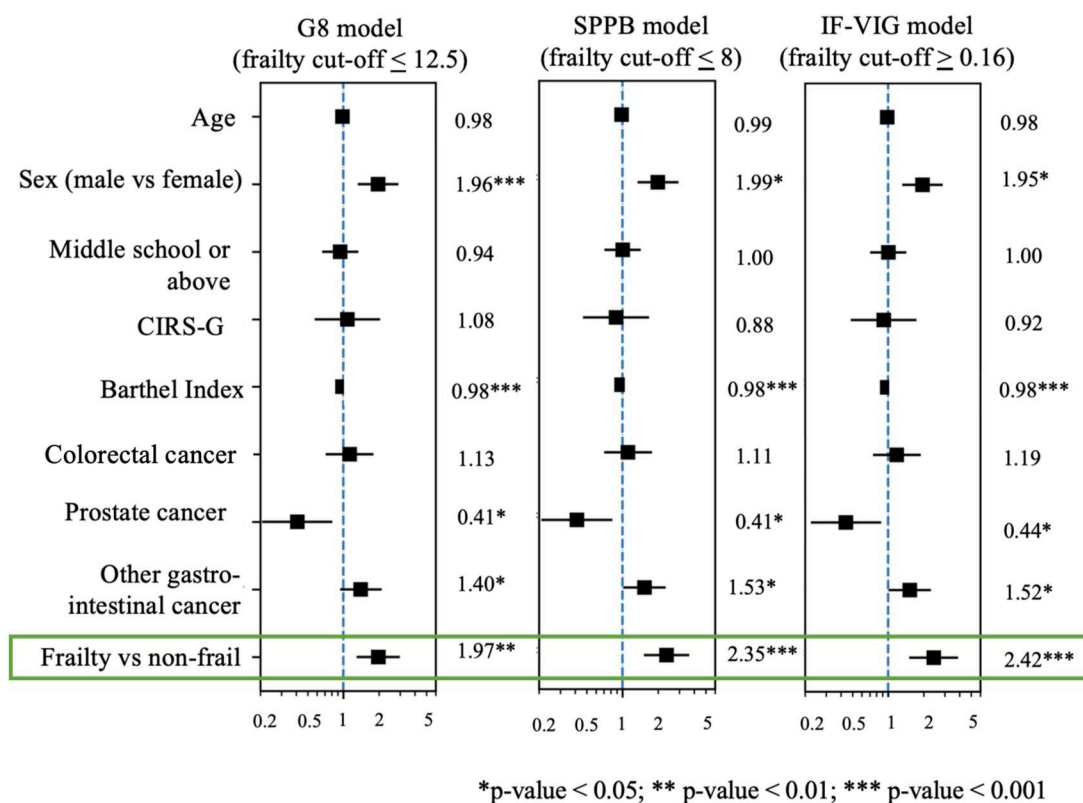 G8 model
(frailty cut-off ≤ 12.5)
SPPB model
(frailty cut-off ≤ 8)
IF-VIG model
(frailty cut-off ≥ 0.16)
Age 0.98 0.99 0.98
Sex (male vs female) 1.96*** 1.99* 1.95*
Middle school or
above 0.94 1.00 1.00
CIRS-G 1.08 0.88 0.92
Barthel Index 0.98*** 0.98*** 0.98***
Colorectal cancer 1.13 1.11 1.19
Prostate cancer 0.41* 0.41* 0.44*
Other gastro-
intestinal cancer 1.40* 1.53* 1.52*
Frailty vs non-frail 1.97** 2.35*** 2.42***
0.2 0.5 1 2 5 0.2 0.5 1 2 5 0.2 0.5 1 2 5
*p-value < 0.05; ** p-value < 0.01; *** p-value < 0.001